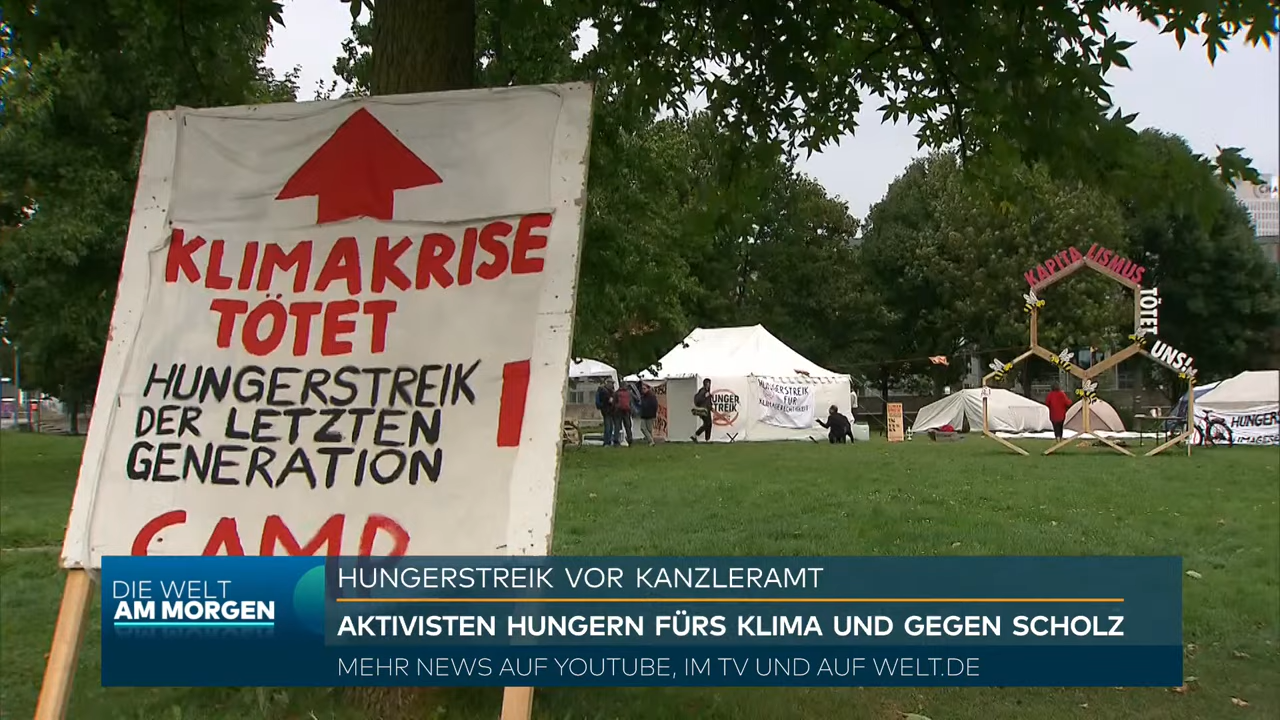 KLIMAKRISE
TÖTET
HUNGERSTREIK
DER LETZTEN
GENERATION
CAMP
KAPITALISMUS
TÖTET
UNS!
HUNGER
STREIK
HUNGERSTREIK
FÜR
KLIMAGERECHTIGKEIT
HUNGER
DIE WELT
AM MORGEN
HUNGERSTREIK VOR KANZLERAMT
AKTIVISTEN HUNGERN FÜRS KLIMA UND GEGEN SCHOLZ
MEHR NEWS AUF YOUTUBE, IM TV UND AUF WELT.DE